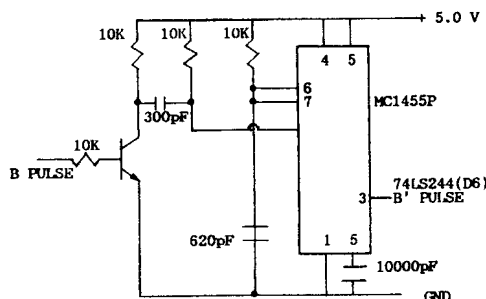 5.0 V
10K 10K 10K
4 5
6
7
MC1455P
300pF
10K
B PULSE
74LS244(D6)
3
B' PULSE
620pF
1 5
10000pF
GND